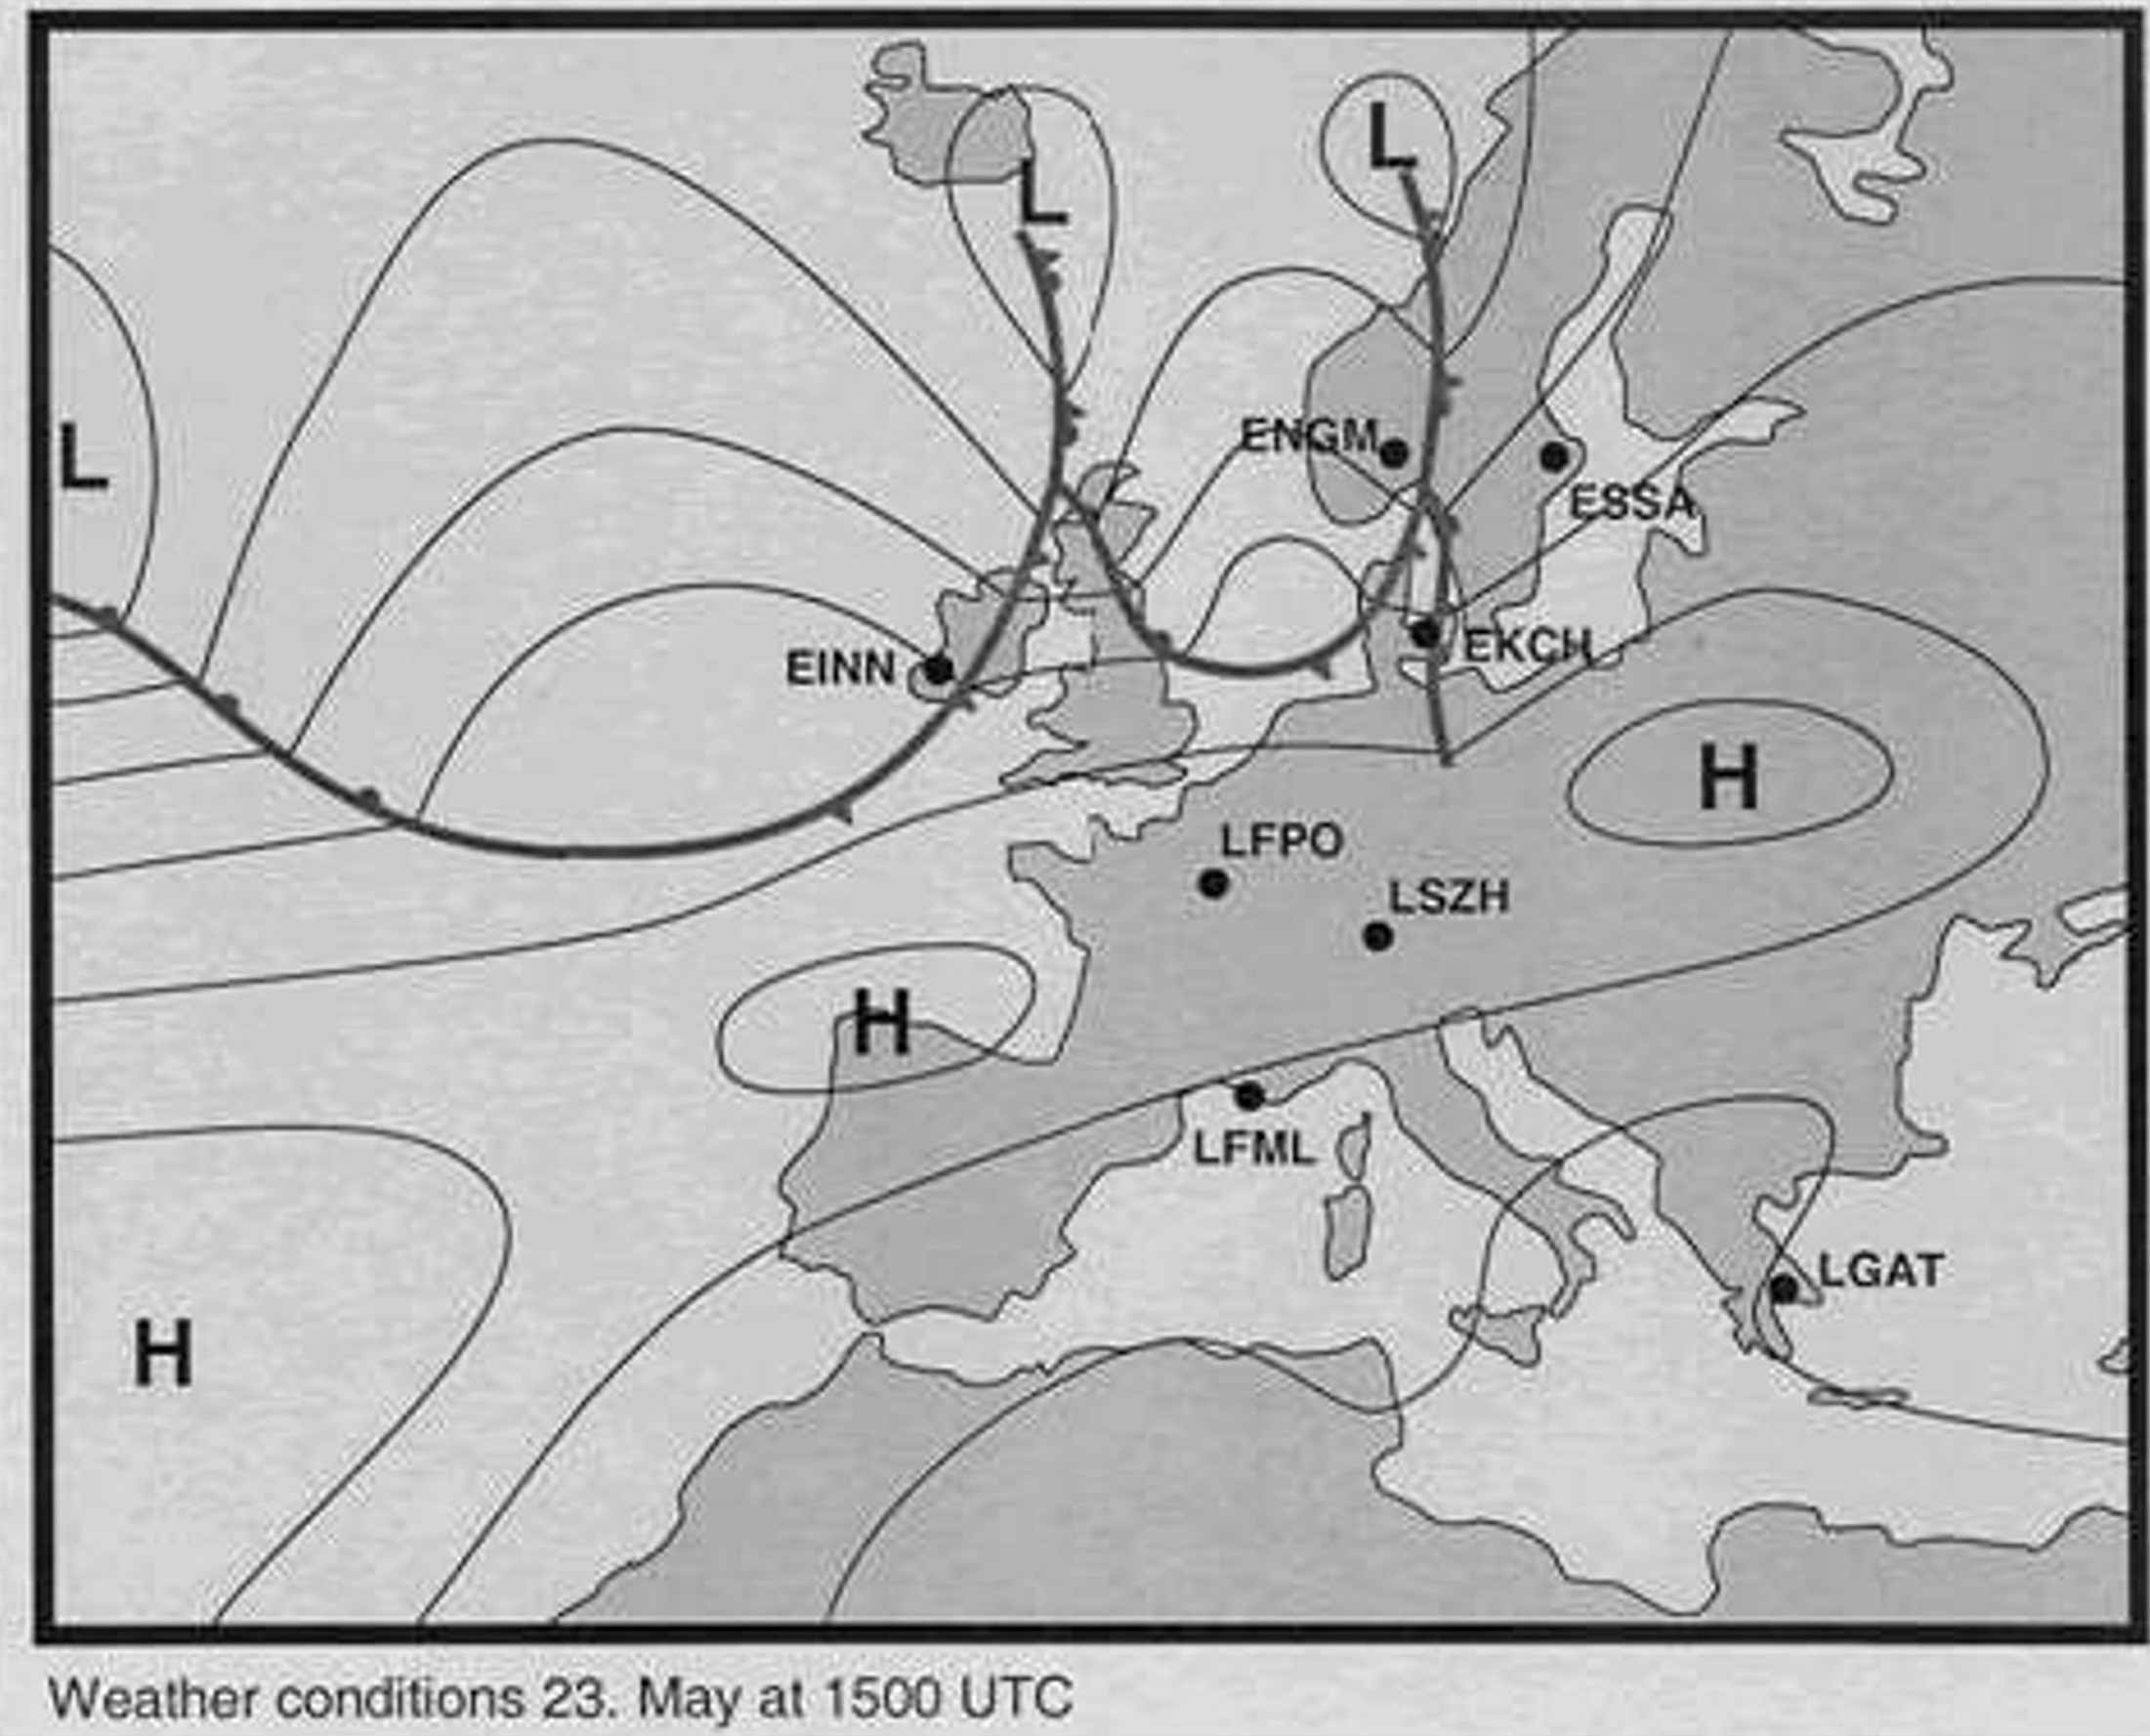 L
L
L
ENGM
ESSA
EINN
EKCH
H
LFPO
LSZH
H
LFML
LGAT
H
Weather conditions 23. May at 1500 UTC